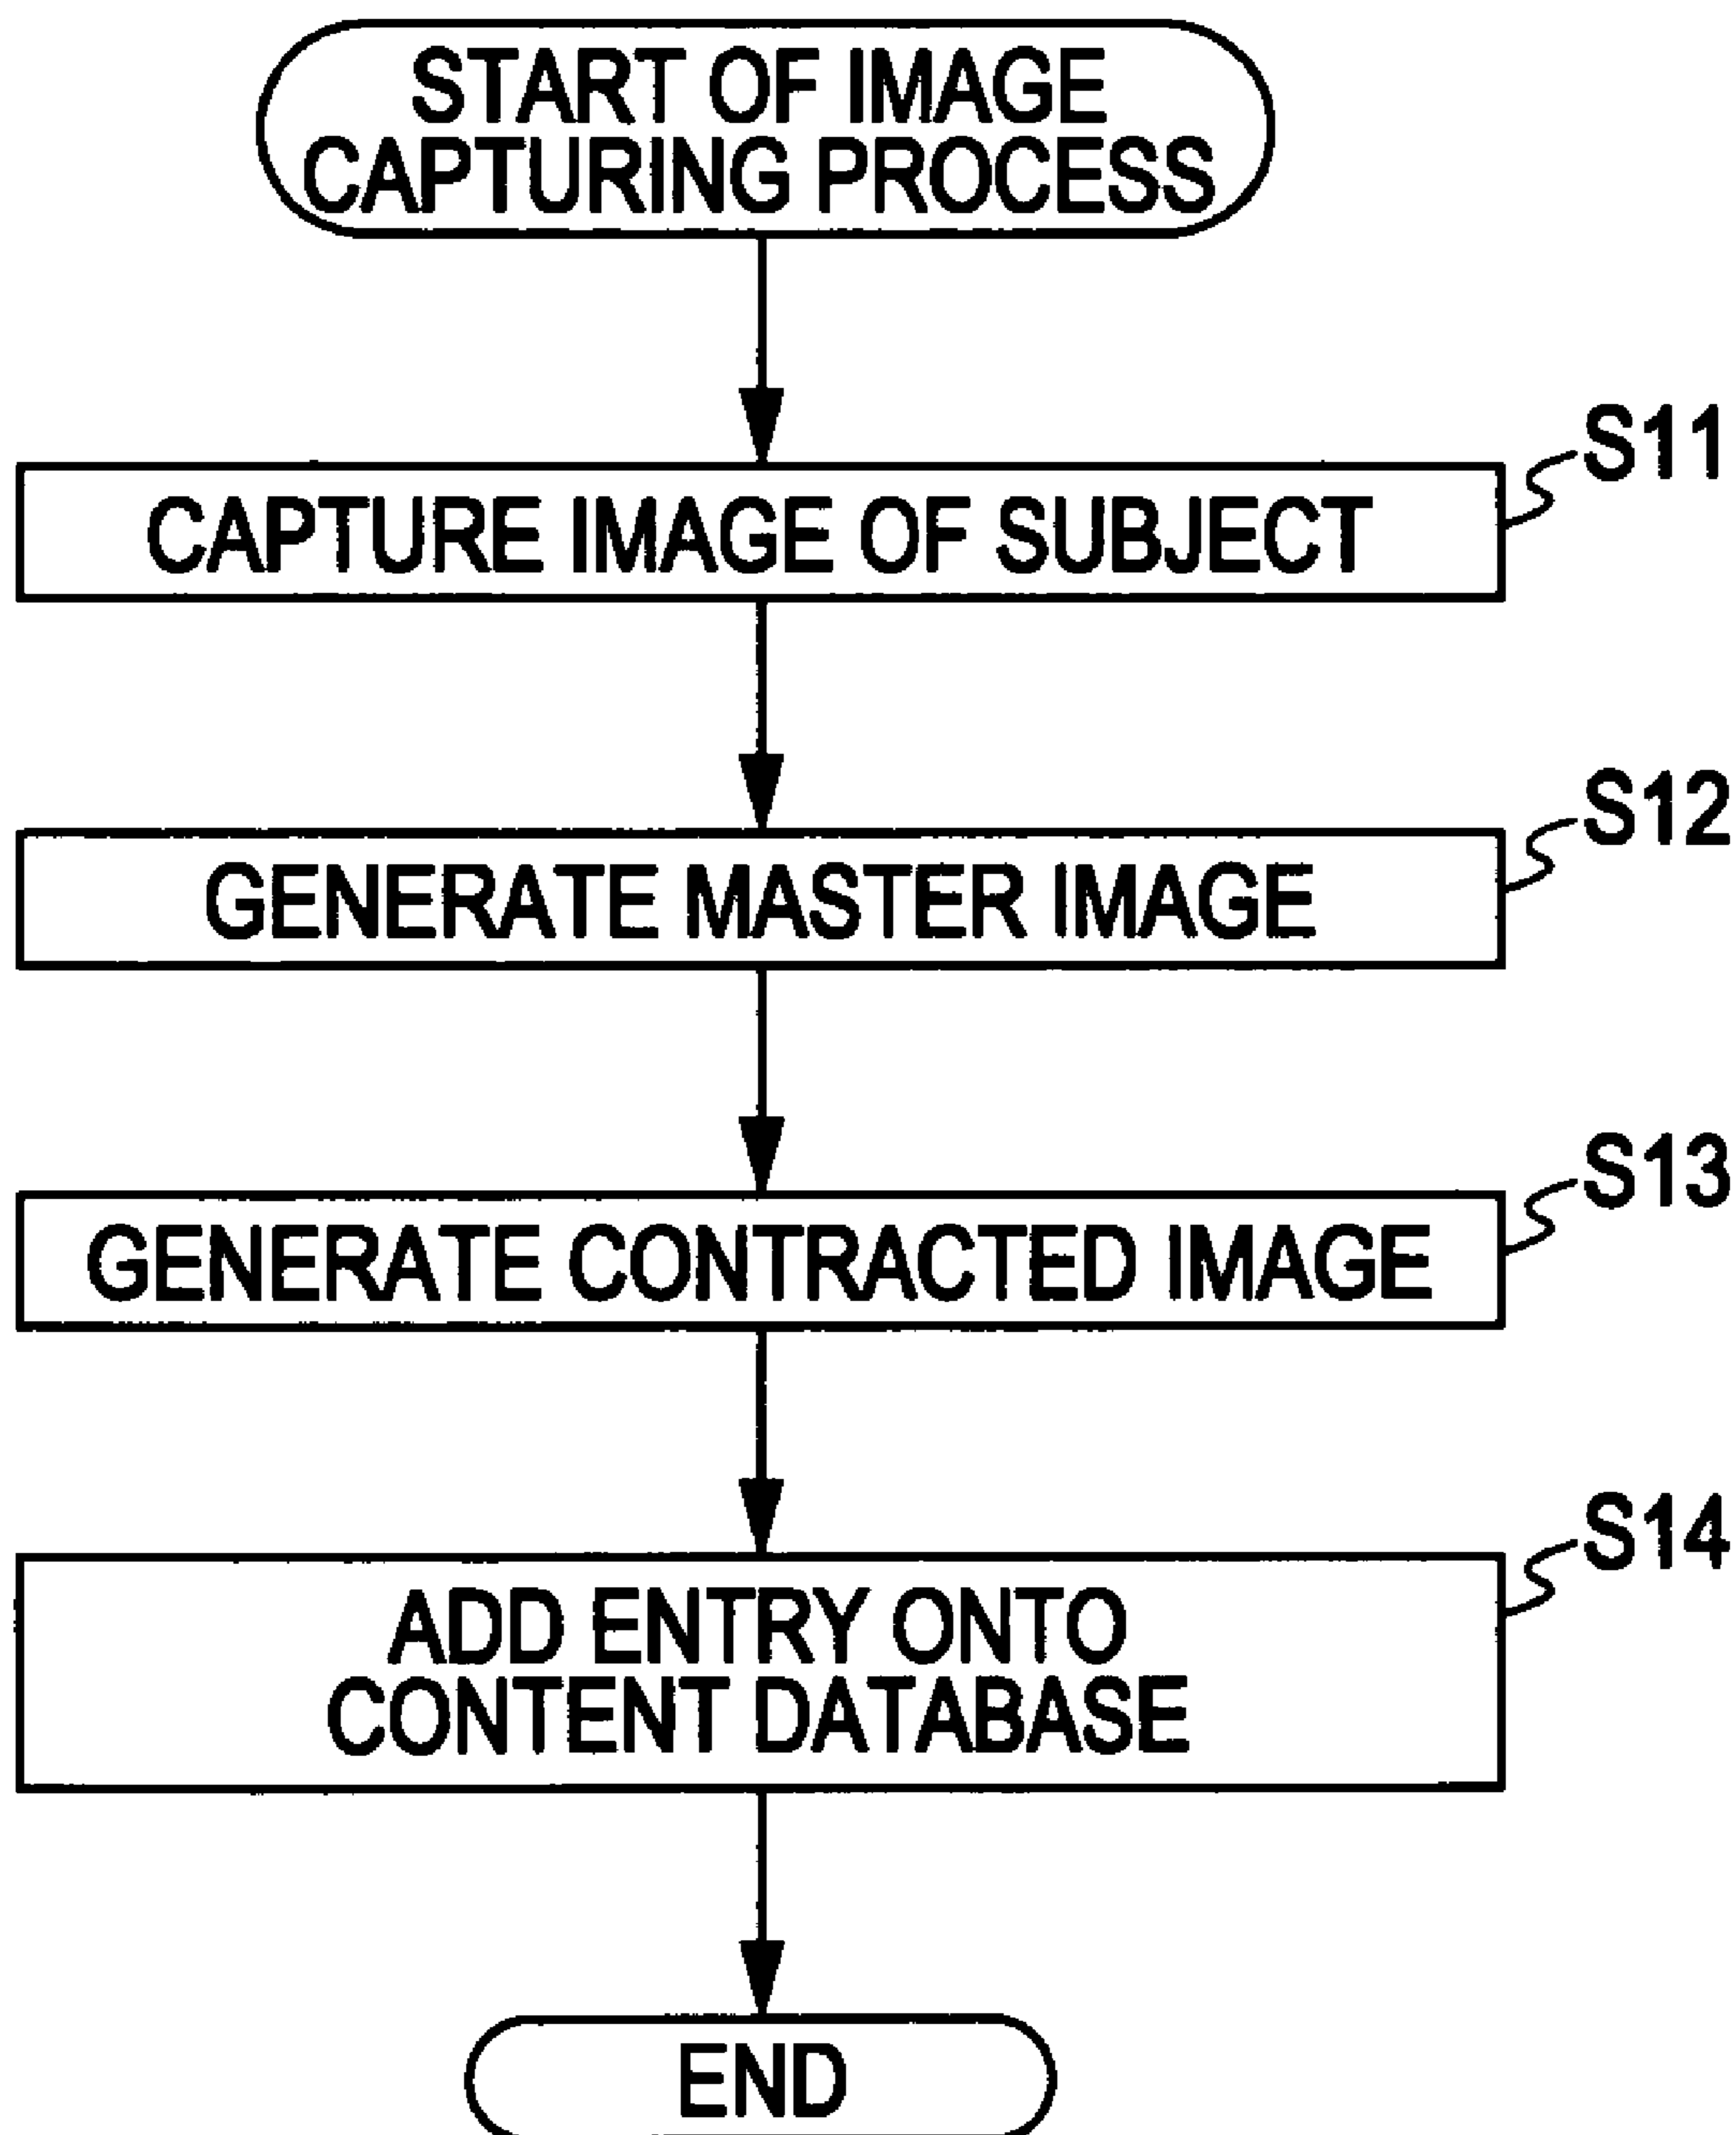 START OF IMAGE
CAPTURING PROCESS
S11
CAPTURE IMAGE OF SUBJECT
S12
GENERATE MASTER IMAGE
S13
GENERATE CONTRACTED IMAGE
S14
ADD ENTRY ONTO
CONTENT DATABASE
END